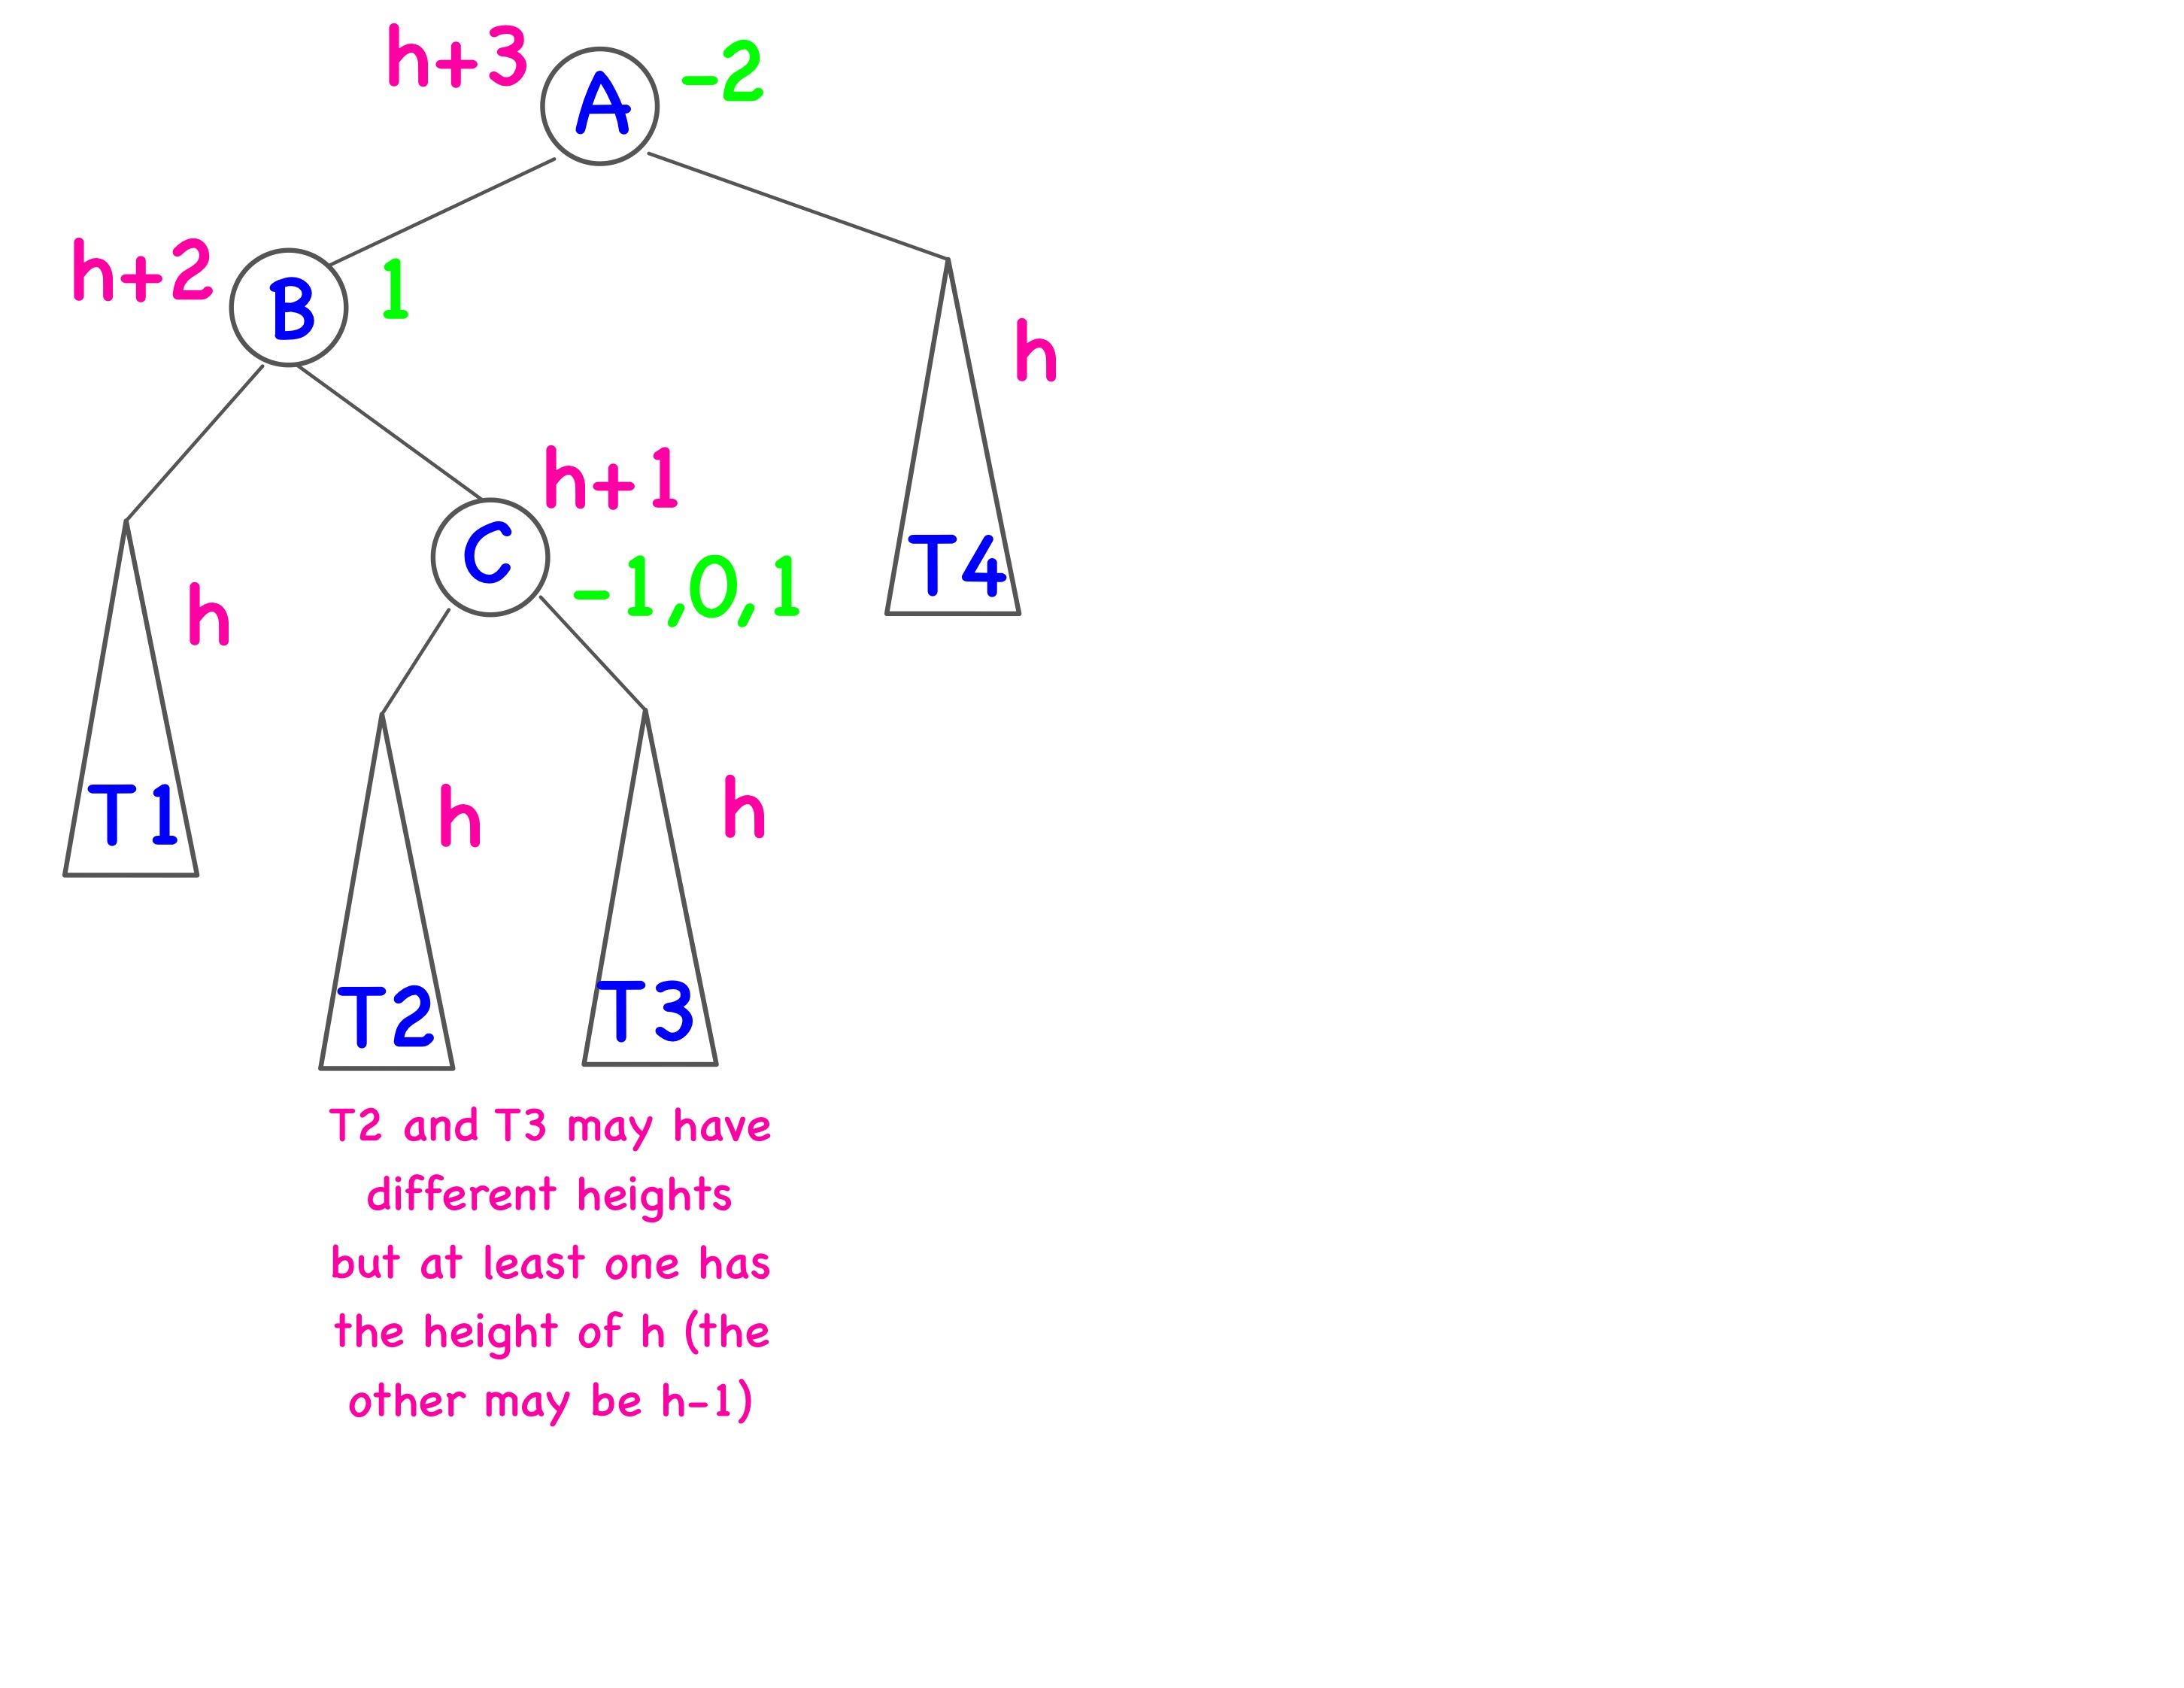 h+3
A
-2
h+2
B
1
h
h+1
C
-1,0,1
T4
h
T1
h
h
T2
T3
T2 and T3 may have
different heights
but at least one has
the height of h (the
other may be h-1)